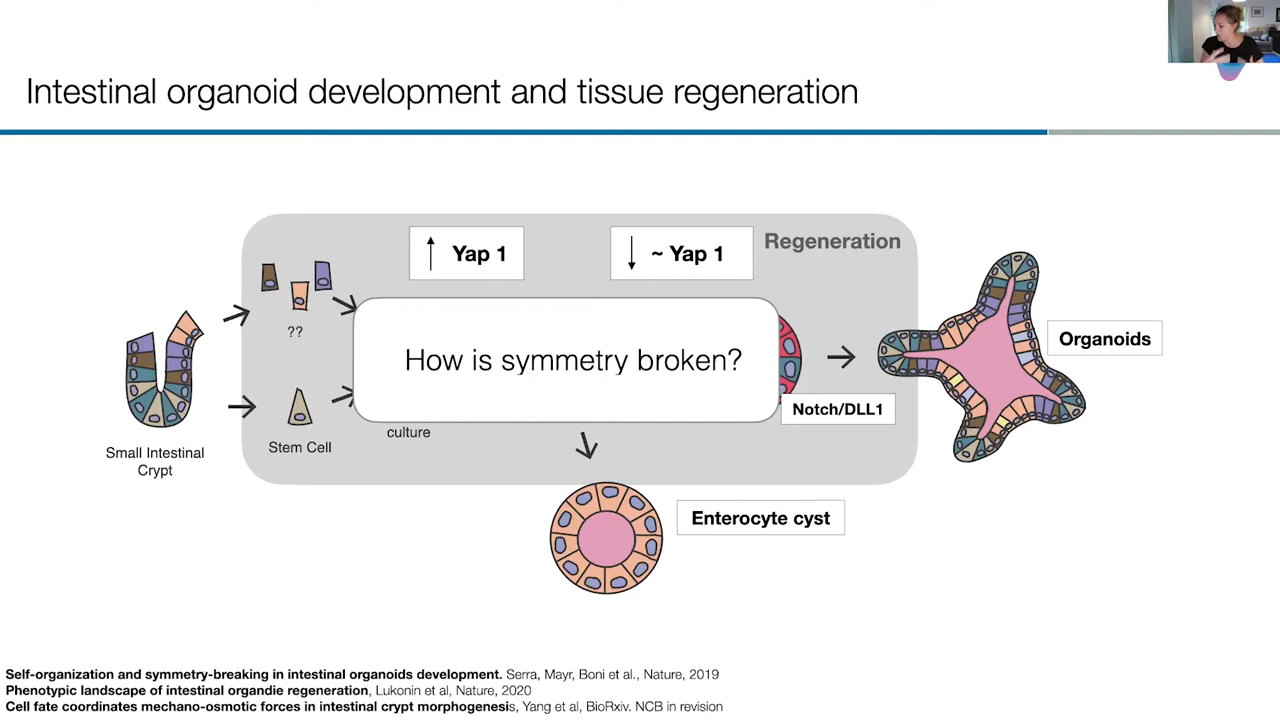 Intestinal organoid development and tissue regeneration
Yap 1
~ Yap 1
Regeneration
??
How is symmetry broken?
Organoids
Notch/DLL1
culture
Stem Cell
Small Intestinal
Crypt
Enterocyte cyst
Self-organization and symmetry-breaking in intestinal organoids development. Serra, Mayr, Boni et al., Nature, 2019
Phenotypic landscape of intestinal organdie regeneration, Lukonin et al, Nature, 2020
Cell fate coordinates mechano-osmotic forces in intestinal crypt morphogenesis, Yang et al, BioRxiv. NCB in revision